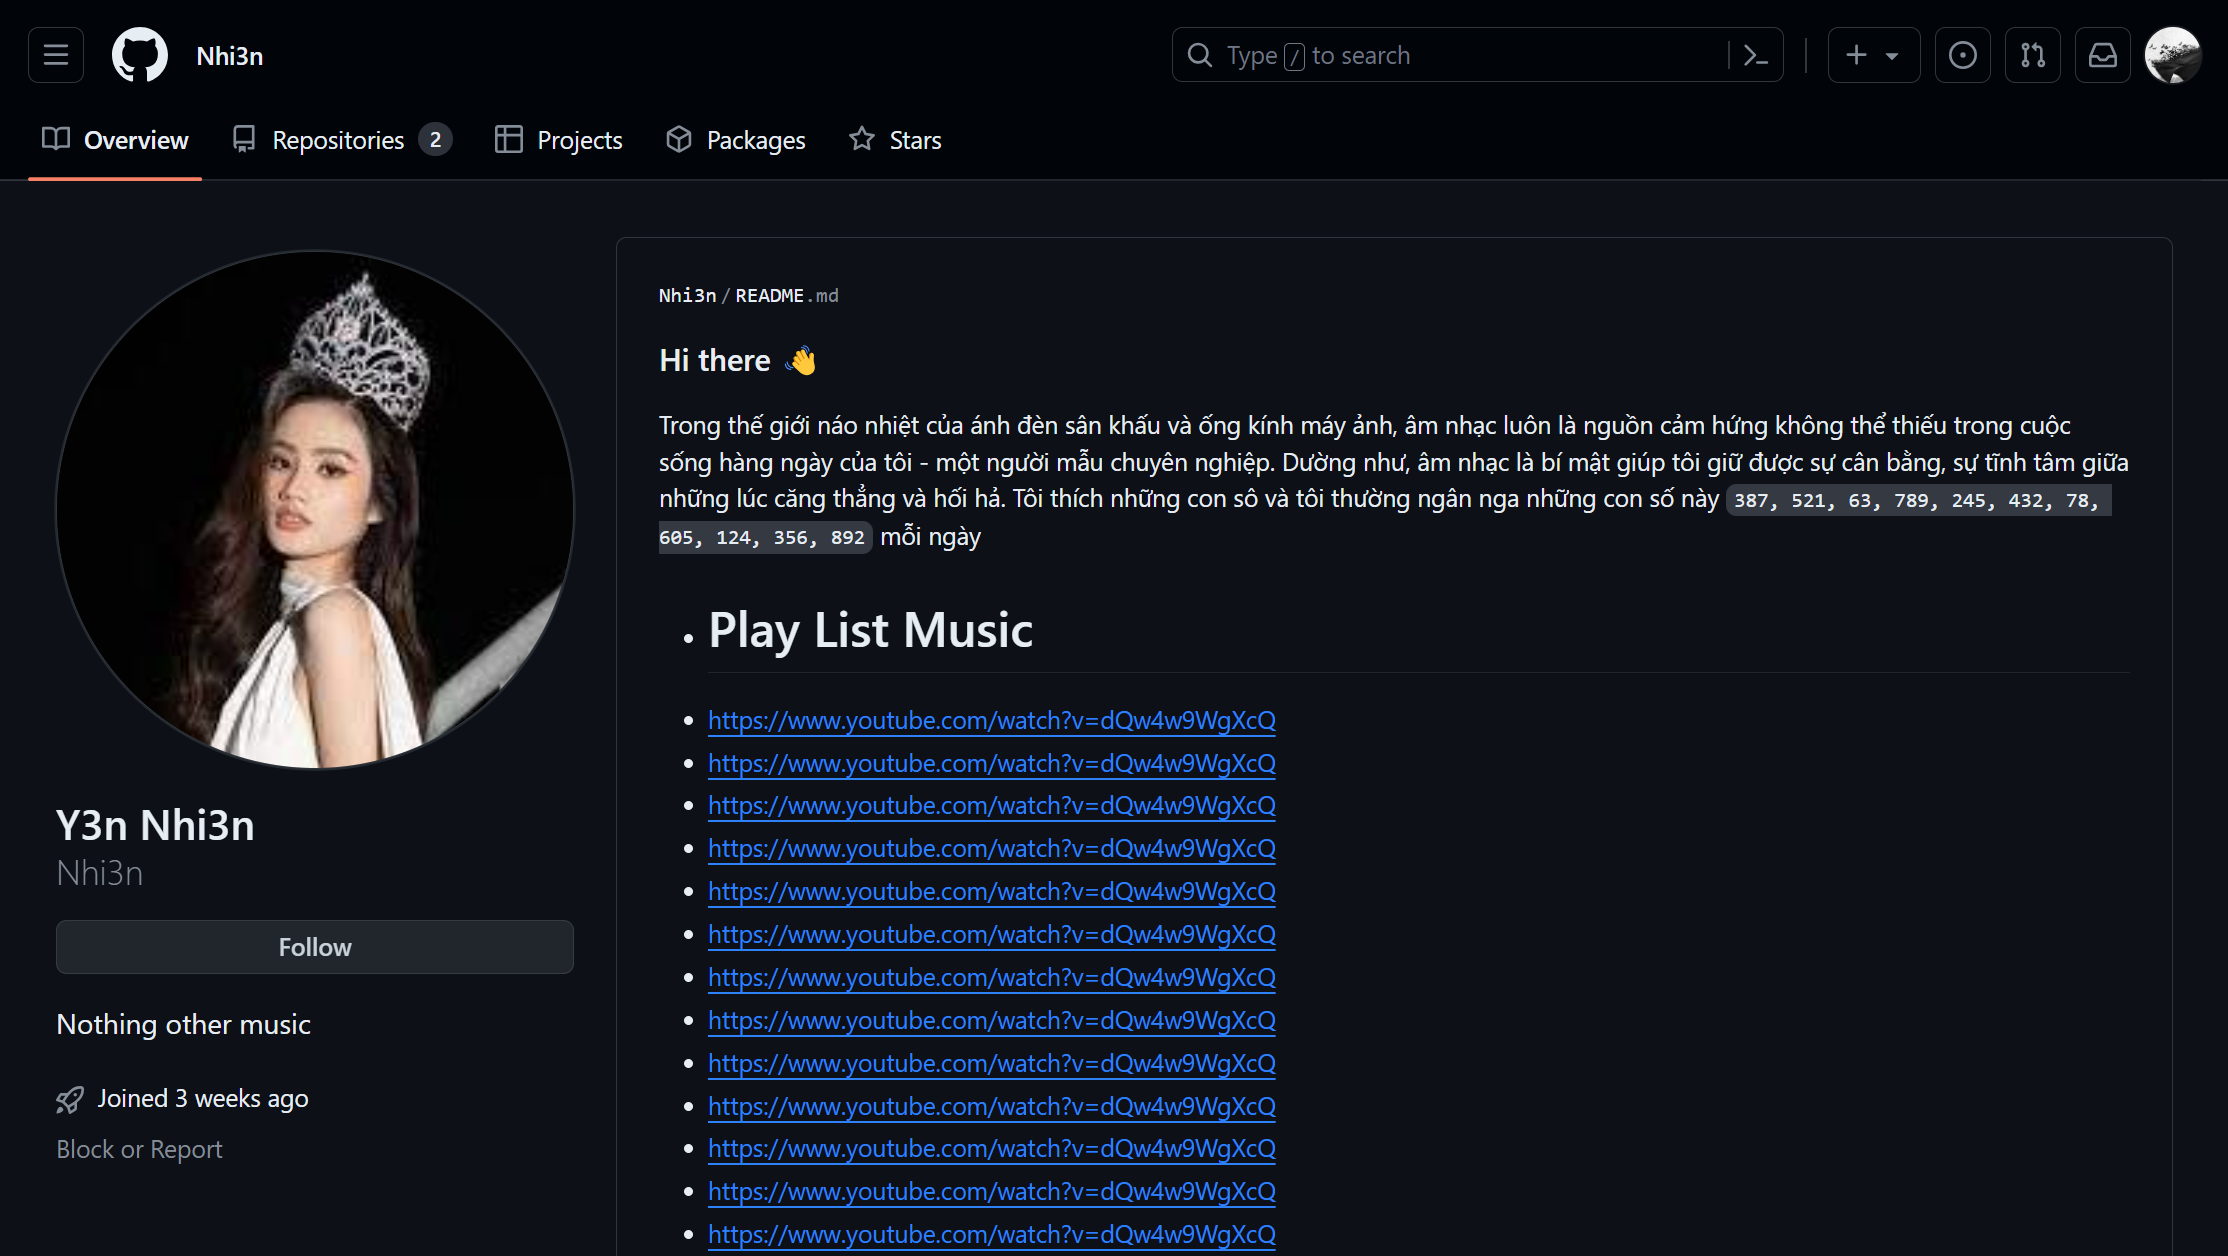 Nhi3n
Type / to search
Overview
Repositories 2
Projects
Packages
Stars
Y3n Nhi3n
Nhi3n
Follow
Nothing other music
Joined 3 weeks ago
Block or Report
Nhi3n / README.md
Hi there 👋
Trong thế giới náo nhiệt của ánh đèn sân khấu và ống kính máy ảnh, âm nhạc luôn là nguồn cảm hứng không thể thiếu trong cuộc
sống hàng ngày của tôi - một người mẫu chuyên nghiệp. Dường như, âm nhạc là bí mật giúp tôi giữ được sự cân bằng, sự tĩnh tâm giữa
những lúc căng thẳng và hối hả. Tôi thích những con sô và tôi thường ngân nga những con số này 387, 521, 63, 789, 245, 432, 78,
605, 124, 356, 892 mỗi ngày
Play List Music
https://www.youtube.com/watch?v=dQw4w9WgXcQ
https://www.youtube.com/watch?v=dQw4w9WgXcQ
https://www.youtube.com/watch?v=dQw4w9WgXcQ
https://www.youtube.com/watch?v=dQw4w9WgXcQ
https://www.youtube.com/watch?v=dQw4w9WgXcQ
https://www.youtube.com/watch?v=dQw4w9WgXcQ
https://www.youtube.com/watch?v=dQw4w9WgXcQ
https://www.youtube.com/watch?v=dQw4w9WgXcQ
https://www.youtube.com/watch?v=dQw4w9WgXcQ
https://www.youtube.com/watch?v=dQw4w9WgXcQ
https://www.youtube.com/watch?v=dQw4w9WgXcQ
https://www.youtube.com/watch?v=dQw4w9WgXcQ
https://www.youtube.com/watch?v=dQw4w9WgXcQ